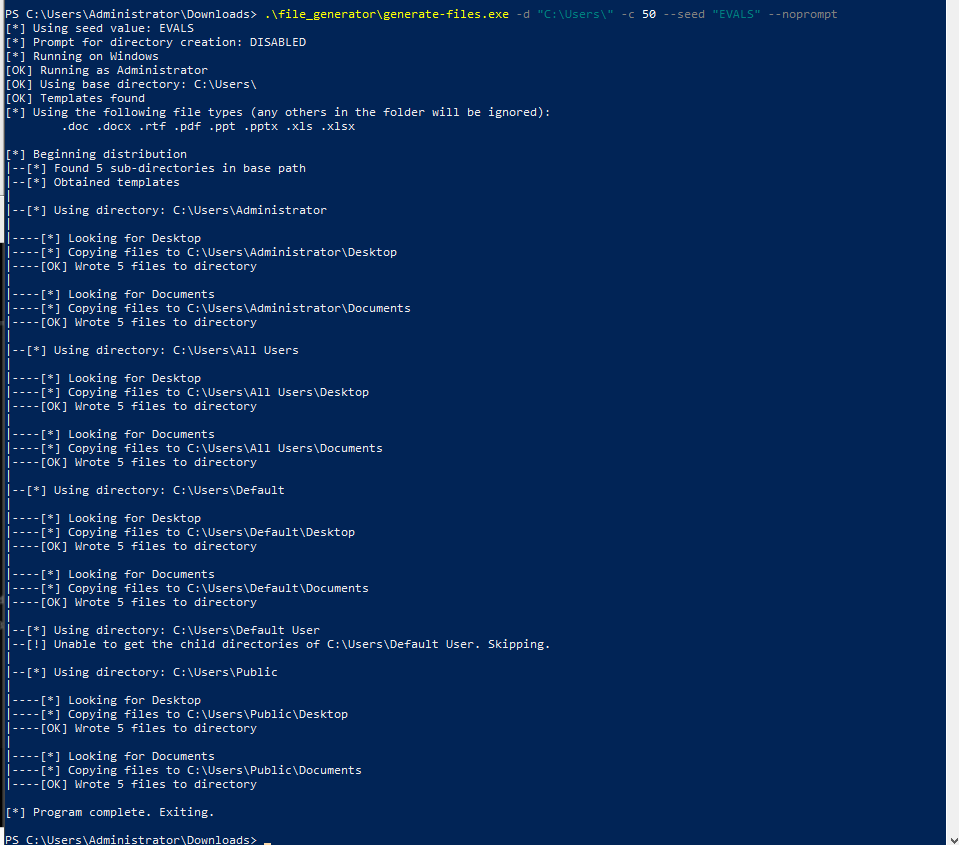 PS C:\Users\Administrator\Downloads> .\file_generator\generate-files.exe -d "C:\Users\" -c 50 --seed "EVALS" --noprompt
[*] Using seed value: EVALS
[*] Prompt for directory creation: DISABLED
[*] Running on Windows
[OK] Running as Administrator
[OK] Using base directory: C:\Users\
[OK] Templates found
[*] Using the following file types (any others in the folder will be ignored):
        .doc .docx .rtf .pdf .ppt .pptx .xls .xlsx

[*] Beginning distribution
|--[*] Found 5 sub-directories in base path
|--[*] Obtained templates
|
|--[*] Using directory: C:\Users\Administrator
|
|----[*] Looking for Desktop
|----[*] Copying files to C:\Users\Administrator\Desktop
|----[OK] Wrote 5 files to directory
|
|----[*] Looking for Documents
|----[*] Copying files to C:\Users\Administrator\Documents
|----[OK] Wrote 5 files to directory
|
|--[*] Using directory: C:\Users\All Users
|
|----[*] Looking for Desktop
|----[*] Copying files to C:\Users\All Users\Desktop
|----[OK] Wrote 5 files to directory
|
|----[*] Looking for Documents
|----[*] Copying files to C:\Users\All Users\Documents
|----[OK] Wrote 5 files to directory
|
|--[*] Using directory: C:\Users\Default
|
|----[*] Looking for Desktop
|----[*] Copying files to C:\Users\Default\Desktop
|----[OK] Wrote 5 files to directory
|
|----[*] Looking for Documents
|----[*] Copying files to C:\Users\Default\Documents
|----[OK] Wrote 5 files to directory
|
|--[*] Using directory: C:\Users\Default User
|--[!] Unable to get the child directories of C:\Users\Default User. Skipping.
|
|--[*] Using directory: C:\Users\Public
|
|----[*] Looking for Desktop
|----[*] Copying files to C:\Users\Public\Desktop
|----[OK] Wrote 5 files to directory
|
|----[*] Looking for Documents
|----[*] Copying files to C:\Users\Public\Documents
|----[OK] Wrote 5 files to directory

[*] Program complete. Exiting.

PS C:\Users\Administrator\Downloads> _